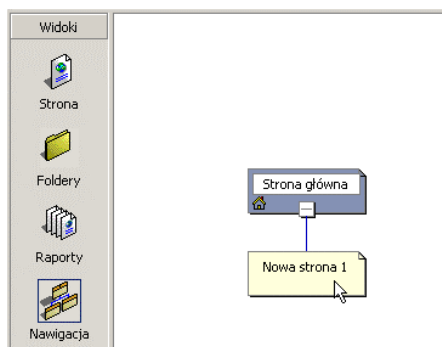 Widoki
Strona
Foldery
Raporty
Nawigacja
Strona główna
Nowa strona 1